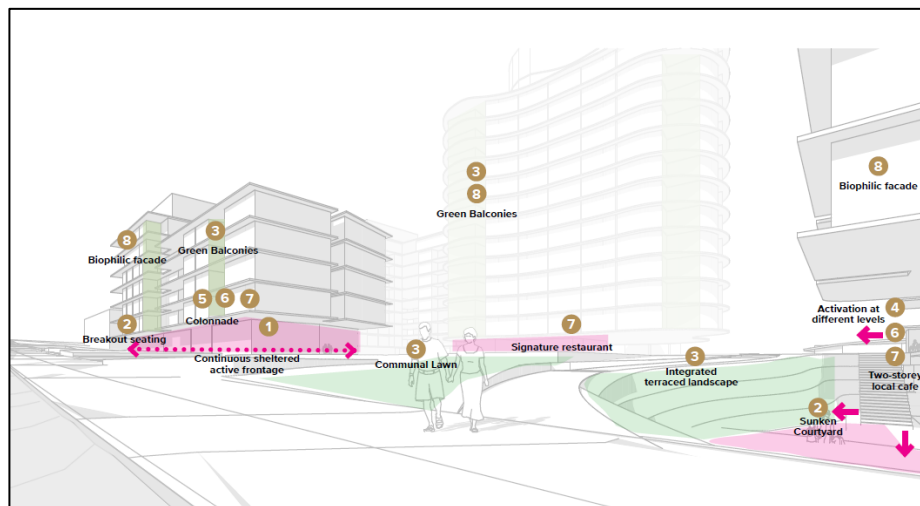 3
8
Green Balconies
8
Biophilic facade
3
Green Balconies
8
Biophilic facade
5 6 7
Colonnade
2
Breakout seating
1
Continuous sheltered
active frontage
3
Communal Lawn
7
Signature restaurant
3
Integrated
terraced landscape
4
Activation at
different levels
6
7
Two-storey
local cafe
2
Sunken
Courtyard